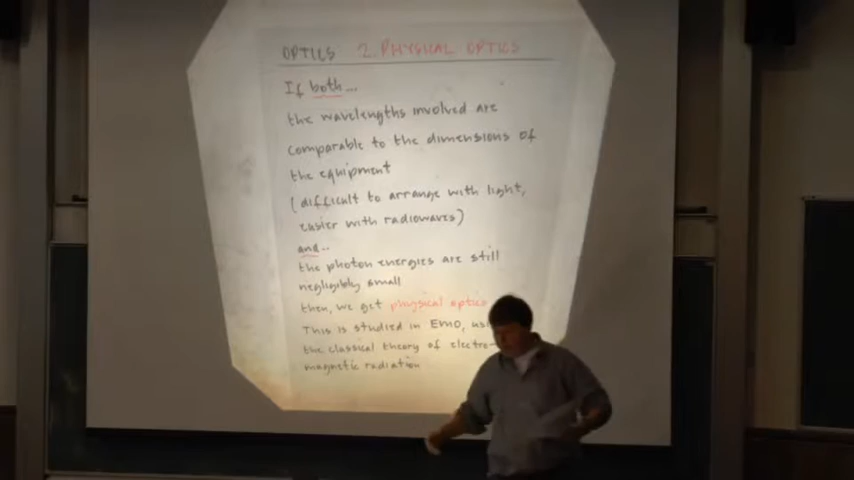 OPTICS 2. PHYSICAL OPTICS
If both...
the wavelengths involved are
comparable to the dimensions of
the equipment
(difficult to arrange with light,
easier with radiowaves)
and..
the photon energies are still
negligibly small
then, we get physical optics
This is studied in EMO,
the classical theory of electro-
magnetic radiation